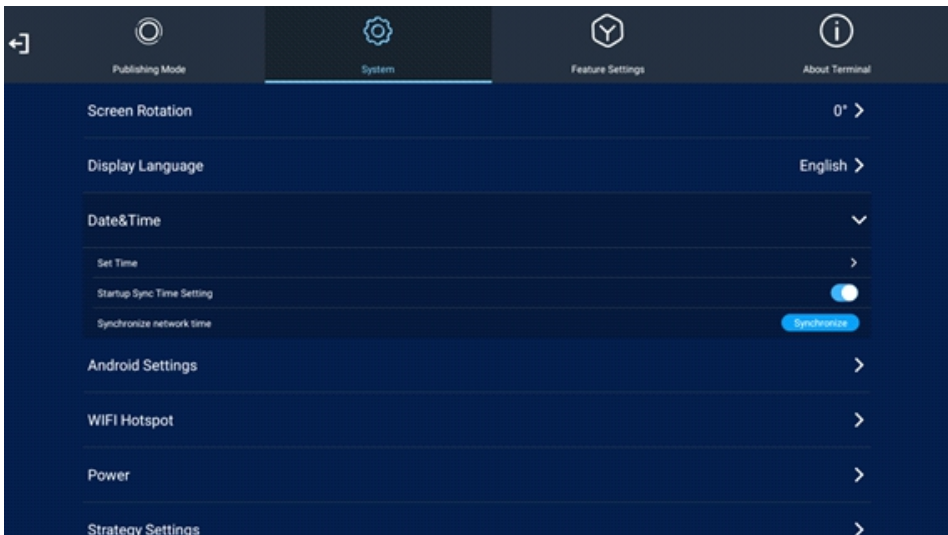 Publishing Mode
System
Feature Settings
About Terminal
Screen Rotation 0°
Display Language English
Date&Time
Set Time
Startup Sync Time Setting
Synchronize network time Synchronize
Android Settings
WIFI Hotspot
Power
Strategy Settings